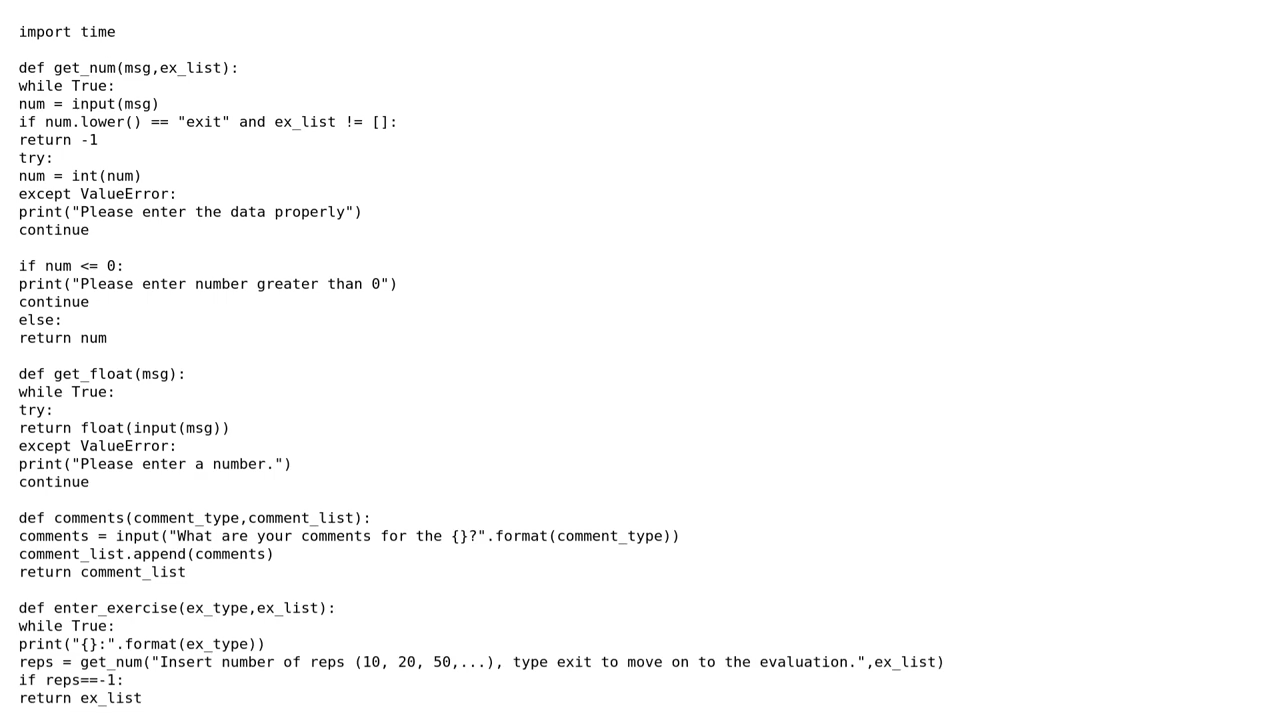 import time

def get_num(msg,ex_list):
while True:
num = input(msg)
if num.lower() == "exit" and ex_list != []:
return -1
try:
num = int(num)
except ValueError:
print("Please enter the data properly")
continue

if num <= 0:
print("Please enter number greater than 0")
continue
else:
return num

def get_float(msg):
while True:
try:
return float(input(msg))
except ValueError:
print("Please enter a number.")
continue

def comments(comment_type,comment_list):
comments = input("What are your comments for the {}?".format(comment_type))
comment_list.append(comments)
return comment_list

def enter_exercise(ex_type,ex_list):
while True:
print("{}:".format(ex_type))
reps = get_num("Insert number of reps (10, 20, 50,...), type exit to move on to the evaluation.",ex_list)
if reps==-1:
return ex_list